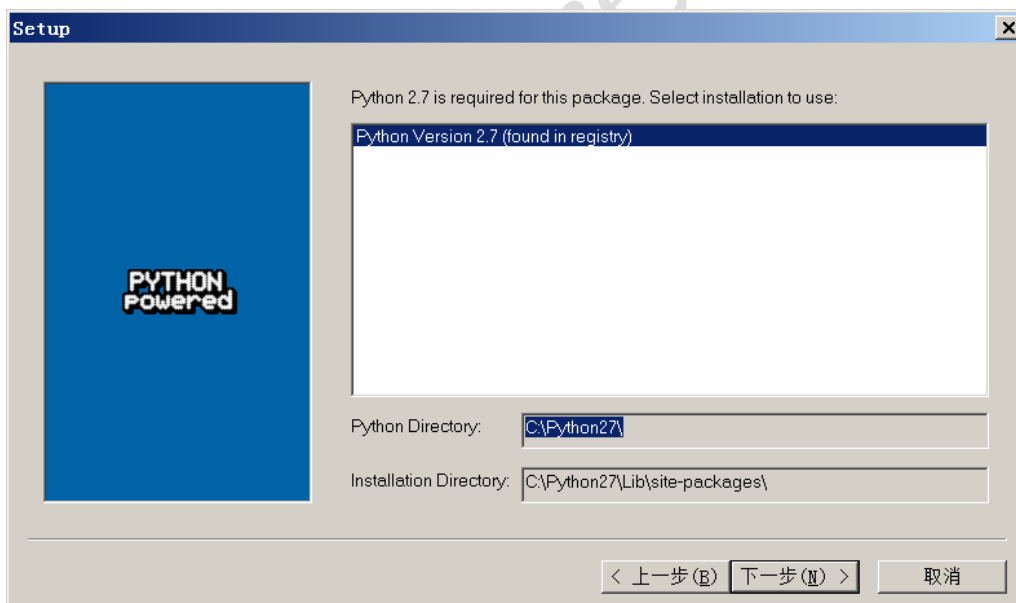 Setup
Python 2.7 is required for this package. Select installation to use:
Python Version 2.7 (found in registry)
PYTHON
powered
Python Directory: C:\Python27\
Installation Directory: C:\Python27\Lib\site-packages\
< 上一步(B) 下一步(N) > 取消